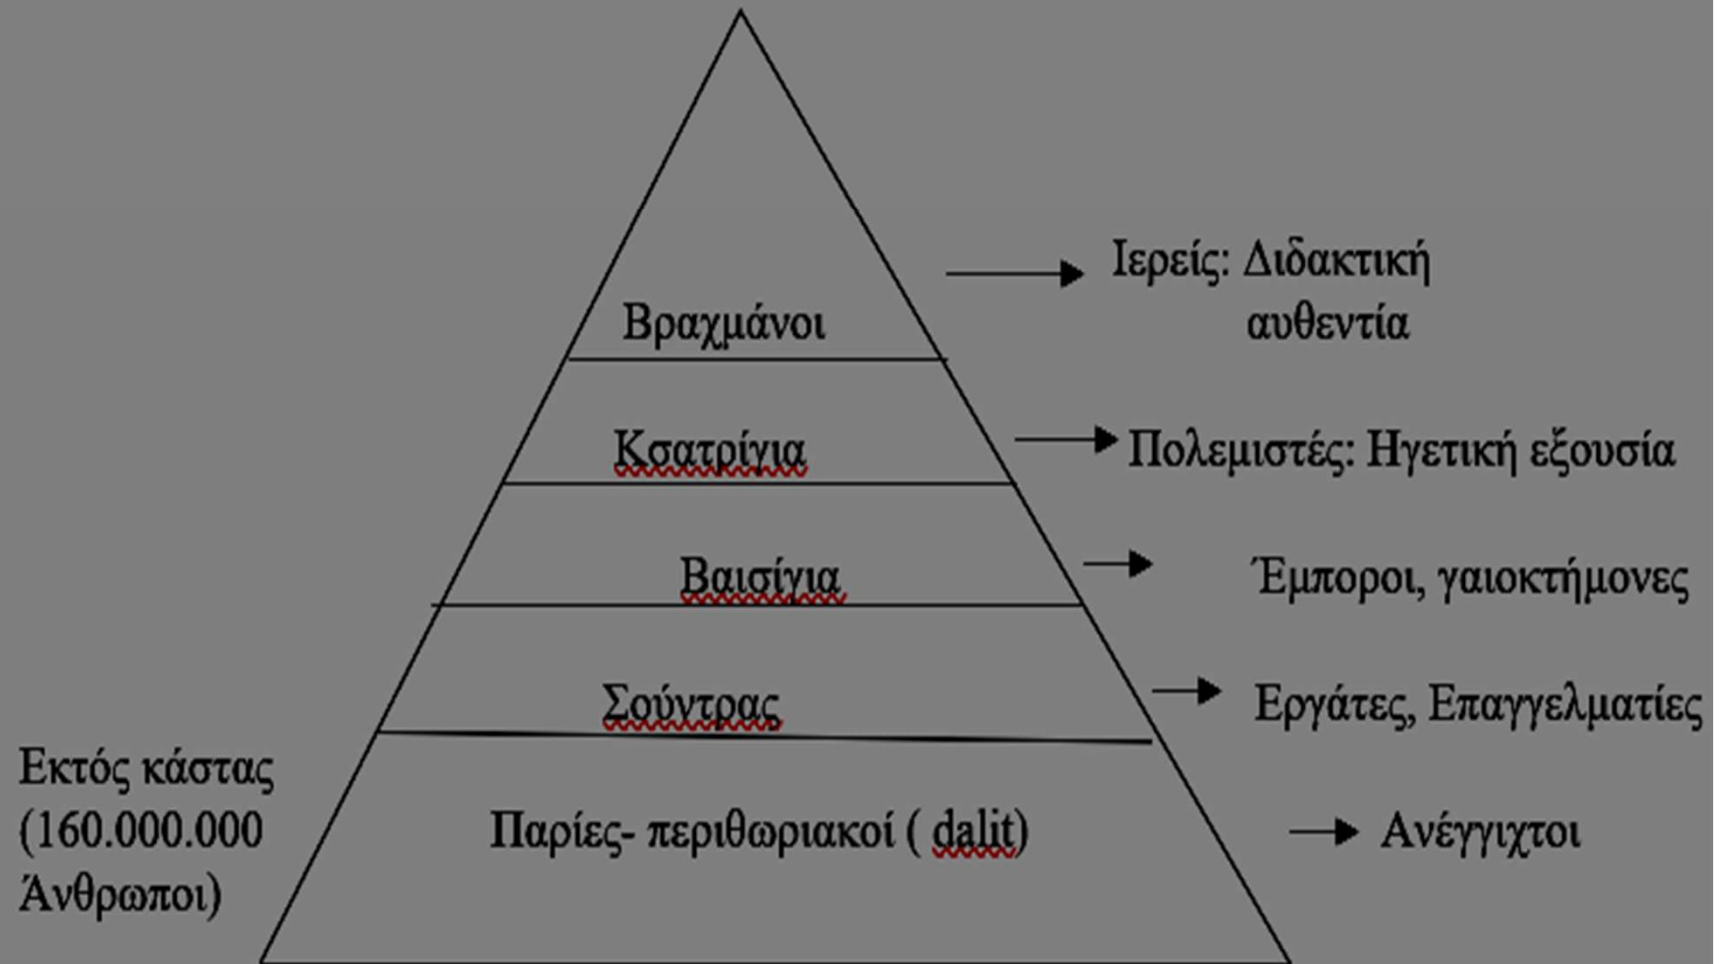 Βραχμάνοι
Ιερείς: Διδακτική
αυθεντία
Κσατρίγια
Πολεμιστές: Ηγετική εξουσία
Βαισίγια
Έμποροι, γαιοκτήμονες
Σούντρας
Εργάτες, Επαγγελματίες
Εκτός κάστας
(160.000.000
Άνθρωποι)
Παρίες- περιθωριακοί ( dalit)
Ανέγγιχτοι